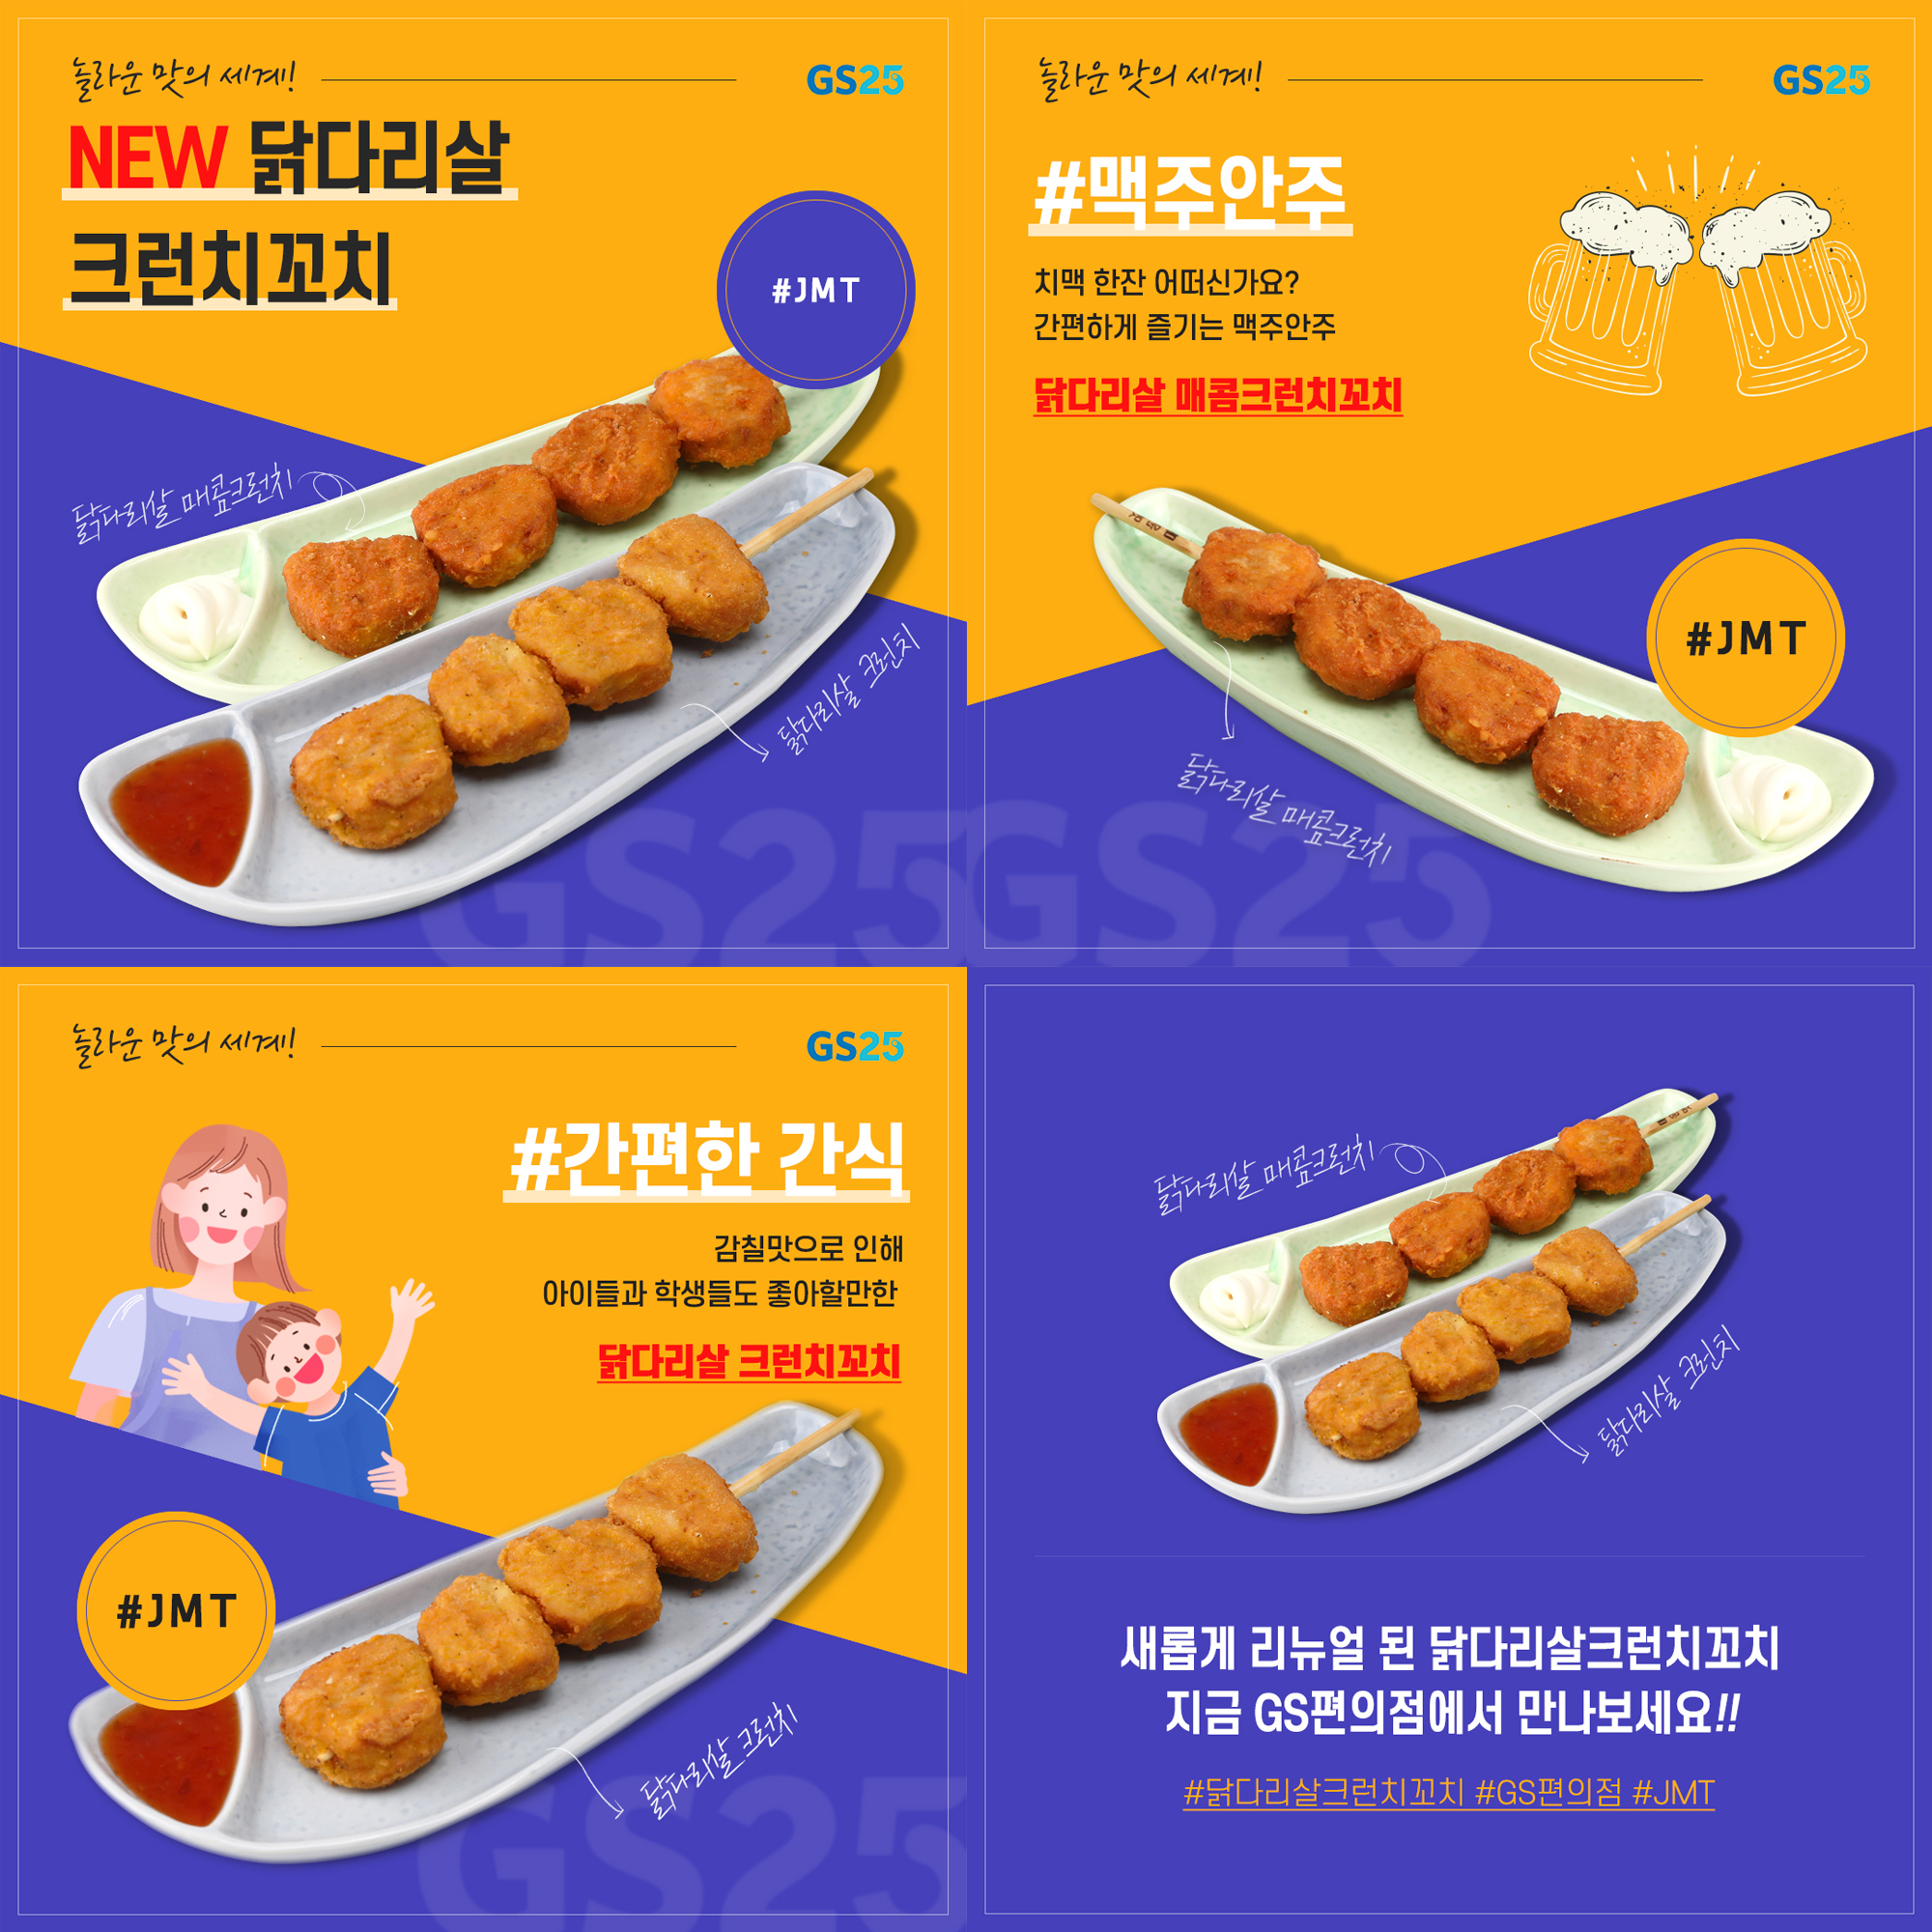 놀라운 맛의 세계!
GS25
NEW 닭다리살
크런치꼬치
#JMT
닭다리살 매콤크런치
닭다리살 크런치
GS25
놀라운 맛의 세계!
GS25
#맥주안주
치맥 한잔 어떠신가요?
간편하게 즐기는 맥주안주
닭다리살 매콤크런치꼬치
#JMT
닭다리살 매콤크런치
GS25
놀라운 맛의 세계!
GS25
#간편한 간식
감칠맛으로 인해
아이들과 학생들도 좋아할만한
닭다리살 크런치꼬치
#JMT
닭다리살 크런치
GS25
닭다리살 매콤크런치
닭다리살 크런치
새롭게 리뉴얼 된 닭다리살크런치꼬치
지금 GS편의점에서 만나보세요!!
#닭다리살크런치꼬치 #GS편의점 #JMT